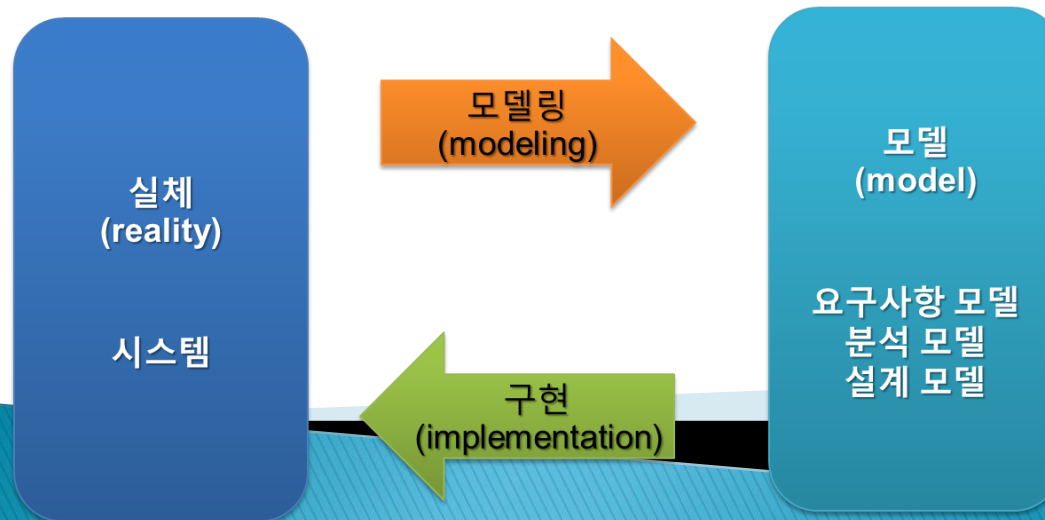 실체
(reality)
시스템
모델링
(modeling)
구현
(implementation)
모델
(model)
요구사항 모델
분석 모델
설계 모델